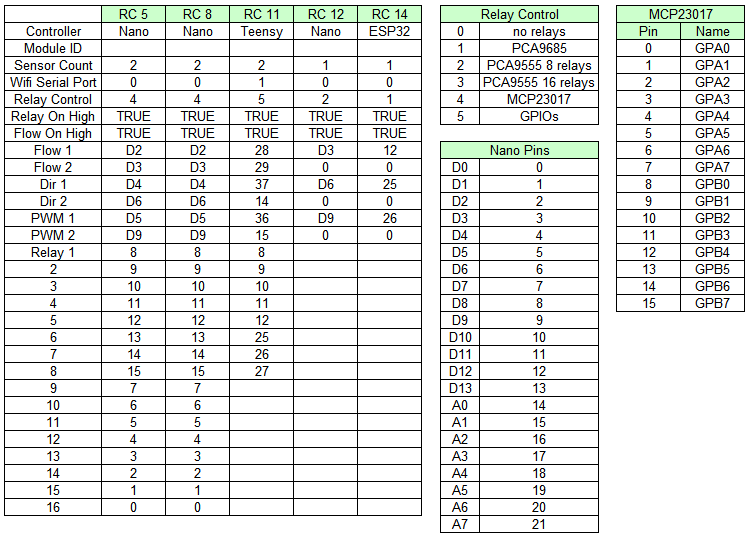 RC 5 RC 8 RC 11 RC 12 RC 14
Controller Nano Nano Teensy Nano ESP32
Module ID
Sensor Count 2 2 2 1 1
Wifi Serial Port 0 0 1 0 0
Relay Control 4 4 5 2 1
Relay On High TRUE TRUE TRUE TRUE TRUE
Flow On High TRUE TRUE TRUE TRUE TRUE
Flow 1 D2 D2 28 D3 12
Flow 2 D3 D3 29 0 0
Dir 1 D4 D4 37 D6 25
Dir 2 D6 D6 14 0 0
PWM 1 D5 D5 36 D9 26
PWM 2 D9 D9 15 0 0
Relay 1 8 8 8
2 9 9 9
3 10 10 10
4 11 11 11
5 12 12 12
6 13 13 25
7 14 14 26
8 15 15 27
9 7 7
10 6 6
11 5 5
12 4 4
13 3 3
14 2 2
15 1 1
16 0 0
Relay Control
0 no relays
1 PCA9685
2 PCA9555 8 relays
3 PCA9555 16 relays
4 MCP23017
5 GPIOs
Nano Pins
D0 0
D1 1
D2 2
D3 3
D4 4
D5 5
D6 6
D7 7
D8 8
D9 9
D10 10
D11 11
D12 12
D13 13
A0 14
A1 15
A2 16
A3 17
A4 18
A5 19
A6 20
A7 21
MCP23017
Pin Name
0 GPA0
1 GPA1
2 GPA2
3 GPA3
4 GPA4
5 GPA5
6 GPA6
7 GPA7
8 GPB0
9 GPB1
10 GPB2
11 GPB3
12 GPB4
13 GPB5
14 GPB6
15 GPB7